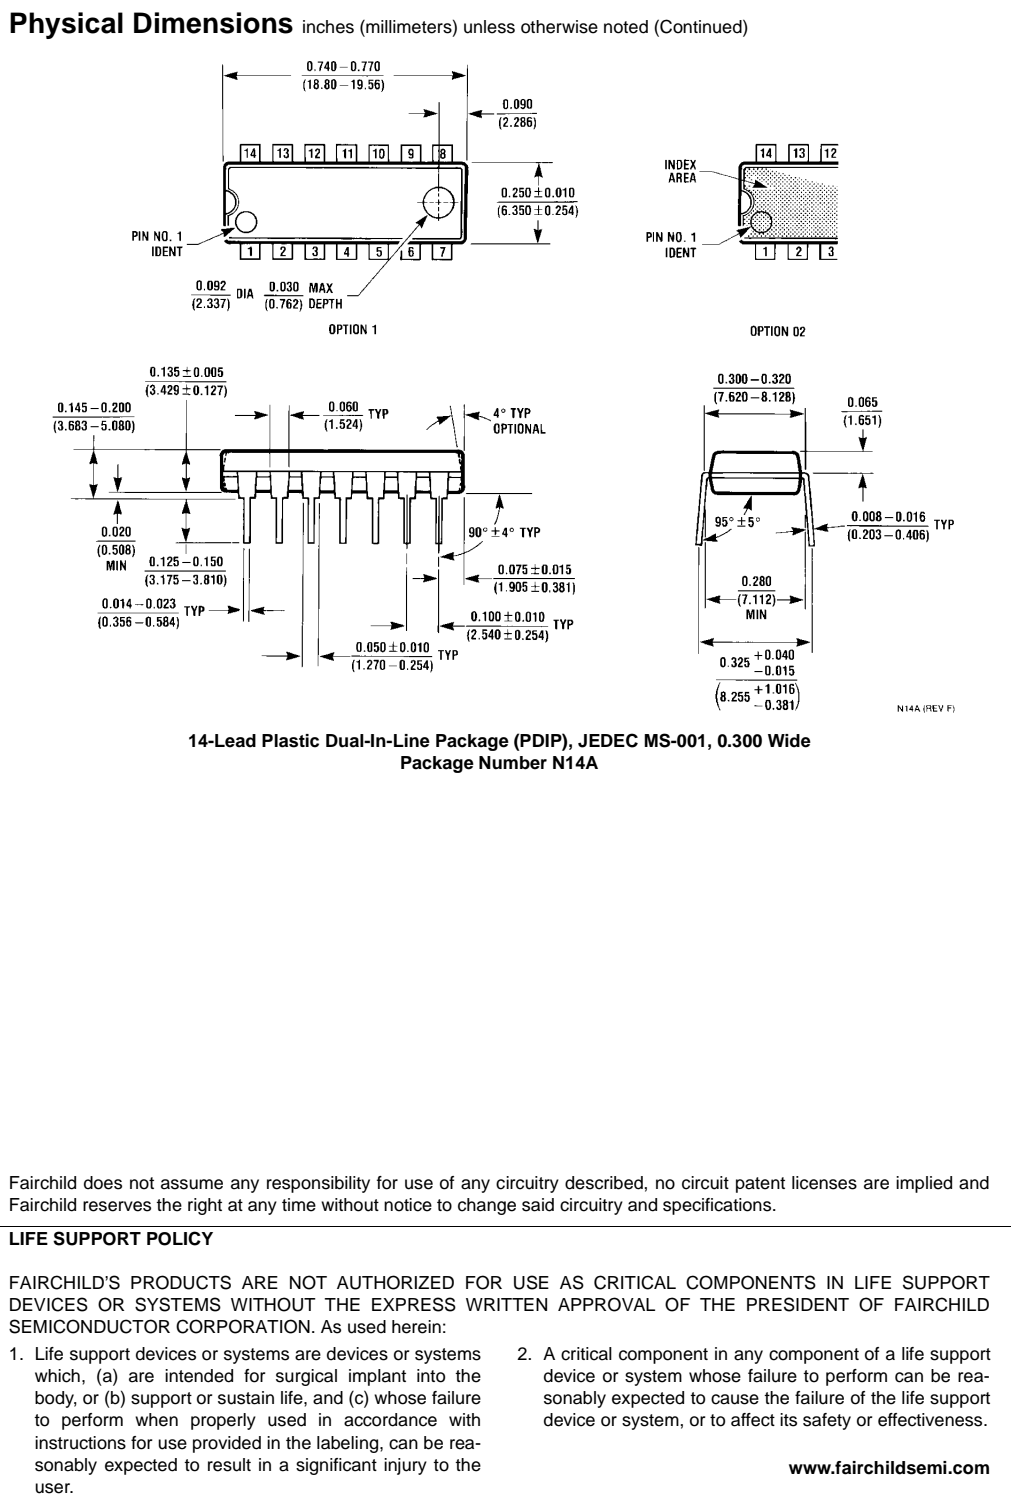 Physical Dimensions inches (millimeters) unless otherwise noted (Continued)
0.740 – 0.770
(18.80 – 19.56)
0.090
(2.286)
14 13 12 11 10 9 8
0.250 ± 0.010
(6.350 ± 0.254)
PIN NO. 1
IDENT
1 2 3 4 5 6 7
0.092
(2.337)
DIA
0.030
(0.762)
MAX
DEPTH
OPTION 1
14 13 12
INDEX
AREA
PIN NO. 1
IDENT
1 2 3
OPTION 02
0.135 ± 0.005
(3.429 ± 0.127)
0.145 – 0.200
(3.683 – 5.080)
0.060
(1.524)
TYP
4° TYP
OPTIONAL
0.020
(0.508)
MIN
0.125 – 0.150
(3.175 – 3.810)
90° ± 4° TYP
0.014 – 0.023
(0.356 – 0.584)
TYP
0.075 ± 0.015
(1.905 ± 0.381)
0.100 ± 0.010
(2.540 ± 0.254)
TYP
0.050 ± 0.010
(1.270 – 0.254)
TYP
0.300 – 0.320
(7.620 – 8.128)
0.065
(1.651)
95° ± 5°
0.008 – 0.016
(0.203 – 0.406)
TYP
0.280
(7.112)
MIN
0.325 +0.040
–0.015
(8.255 +1.016
–0.381)
N14A (REV F)
14-Lead Plastic Dual-In-Line Package (PDIP), JEDEC MS-001, 0.300 Wide
Package Number N14A
Fairchild does not assume any responsibility for use of any circuitry described, no circuit patent licenses are implied and
Fairchild reserves the right at any time without notice to change said circuitry and specifications.
LIFE SUPPORT POLICY
FAIRCHILD'S PRODUCTS ARE NOT AUTHORIZED FOR USE AS CRITICAL COMPONENTS IN LIFE SUPPORT
DEVICES OR SYSTEMS WITHOUT THE EXPRESS WRITTEN APPROVAL OF THE PRESIDENT OF FAIRCHILD
SEMICONDUCTOR CORPORATION. As used herein:
1. Life support devices or systems are devices or systems
which, (a) are intended for surgical implant into the
body, or (b) support or sustain life, and (c) whose failure
to perform when properly used in accordance with
instructions for use provided in the labeling, can be rea-
sonably expected to result in a significant injury to the
user.
2. A critical component in any component of a life support
device or system whose failure to perform can be rea-
sonably expected to cause the failure of the life support
device or system, or to affect its safety or effectiveness.
www.fairchildsemi.com